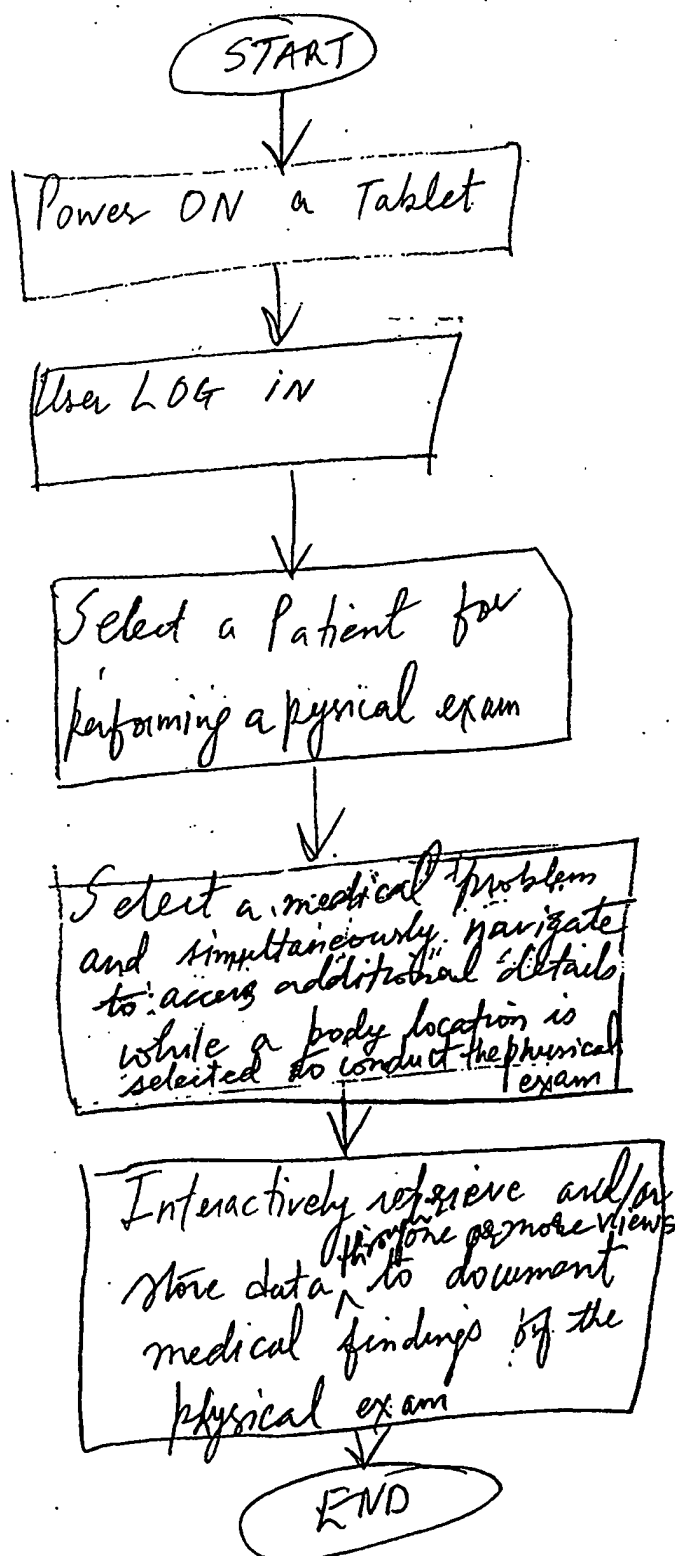 START
Power ON a Tablet
User LOG iN
Select a Patient for
performing a pysical exam
Select a medical problem
and simultaneously navigate
to access additional details
while a body location is
selected to conduct the physical
exam
Interactively retrieve and/or
through one or more views
store data ^ to document
medical findings of the
physical exam
END